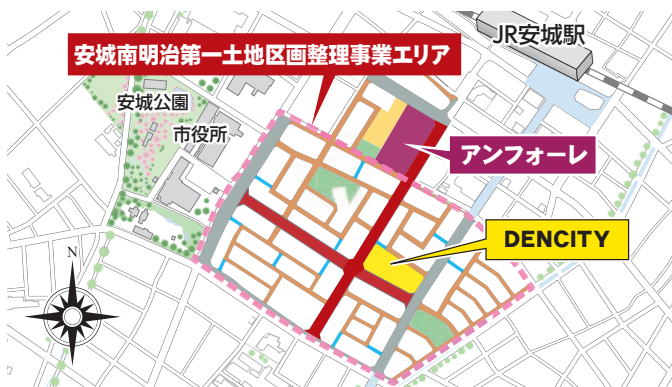 JR安城駅
安城南明治第一土地区画整理事業エリア
安城公園
市役所
アンフォーレ
DENCITY
N